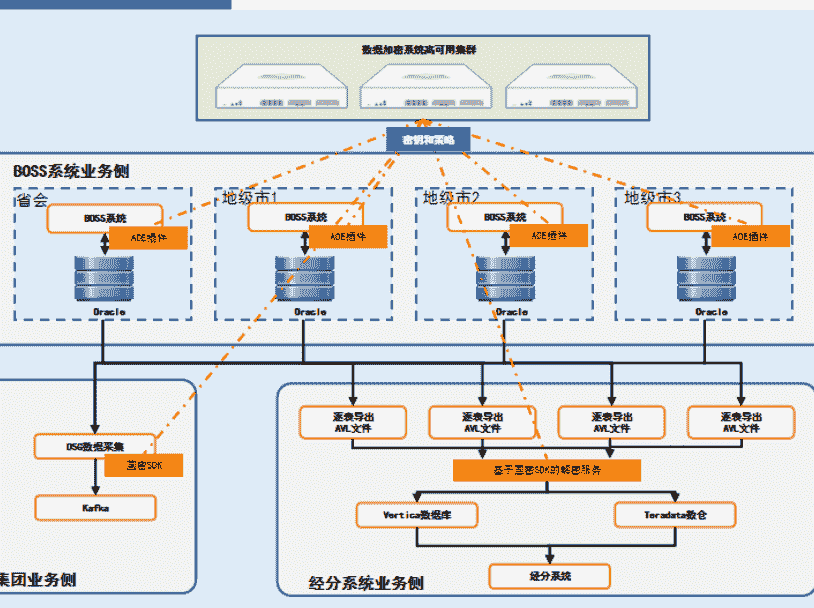 数据加密系统高可用集群
密钥和策略
BOSS系统业务侧
省会
地级市1
地级市2
地级市3
BOSS系统
BOSS系统
BOSS系统
BOSS系统
AOE插件
AOE插件
AOE插件
AOE插件
Oracle
Oracle
Oracle
Oracle
逐表导出
AVL文件
逐表导出
AVL文件
逐表导出
AVL文件
逐表导出
AVL文件
DSG数据采集
国密SDK
基于国密SDK的解密服务
Kafka
Vertica数据库
Teradata数仓
经分系统
集团业务侧
经分系统业务侧